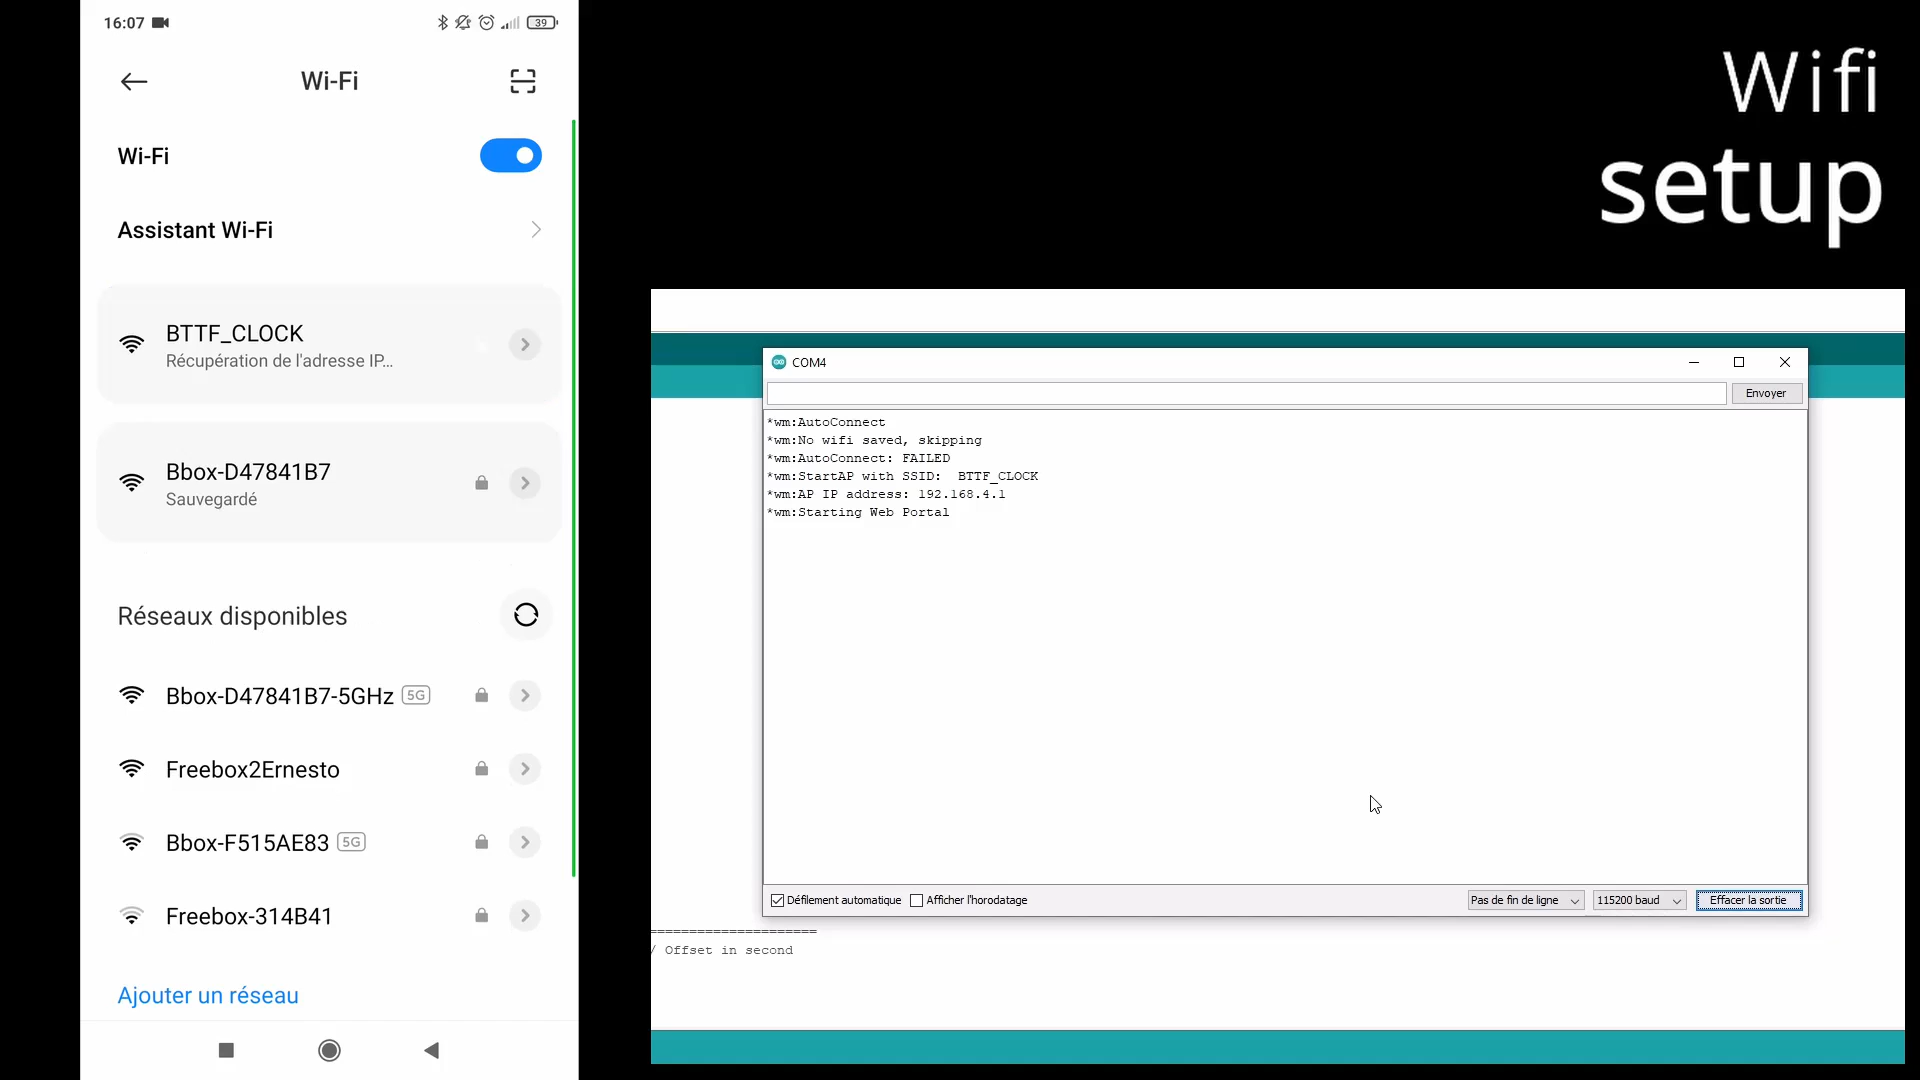 16:07
39
Wi-Fi
Wi-Fi
Assistant Wi-Fi
BTTF_CLOCK
Récupération de l'adresse IP...
Bbox-D47841B7
Sauvegardé
Réseaux disponibles
Bbox-D47841B7-5GHz 5G
Freebox2Ernesto
Bbox-F515AE83 5G
Freebox-314B41
Ajouter un réseau
Wifi
setup
COM4
Envoyer
*wm:AutoConnect
*wm:No wifi saved, skipping
*wm:AutoConnect: FAILED
*wm:StartAP with SSID:  BTTF_CLOCK
*wm:AP IP address: 192.168.4.1
*wm:Starting Web Portal
Défilement automatique Afficher l'horodatage
Pas de fin de ligne 115200 baud Effacer la sortie
=====================
/ Offset in second